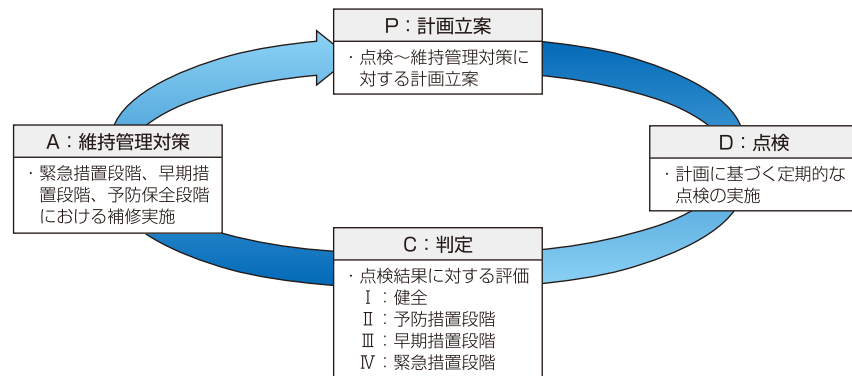 P：計画立案
・点検～維持管理対策に
対する計画立案
D：点検
・計画に基づく定期的な
点検の実施
C：判定
・点検結果に対する評価
Ⅰ：健全
Ⅱ：予防措置段階
Ⅲ：早期措置段階
Ⅳ：緊急措置段階
A：維持管理対策
・緊急措置段階、早期措
置段階、予防保全段階
における補修実施